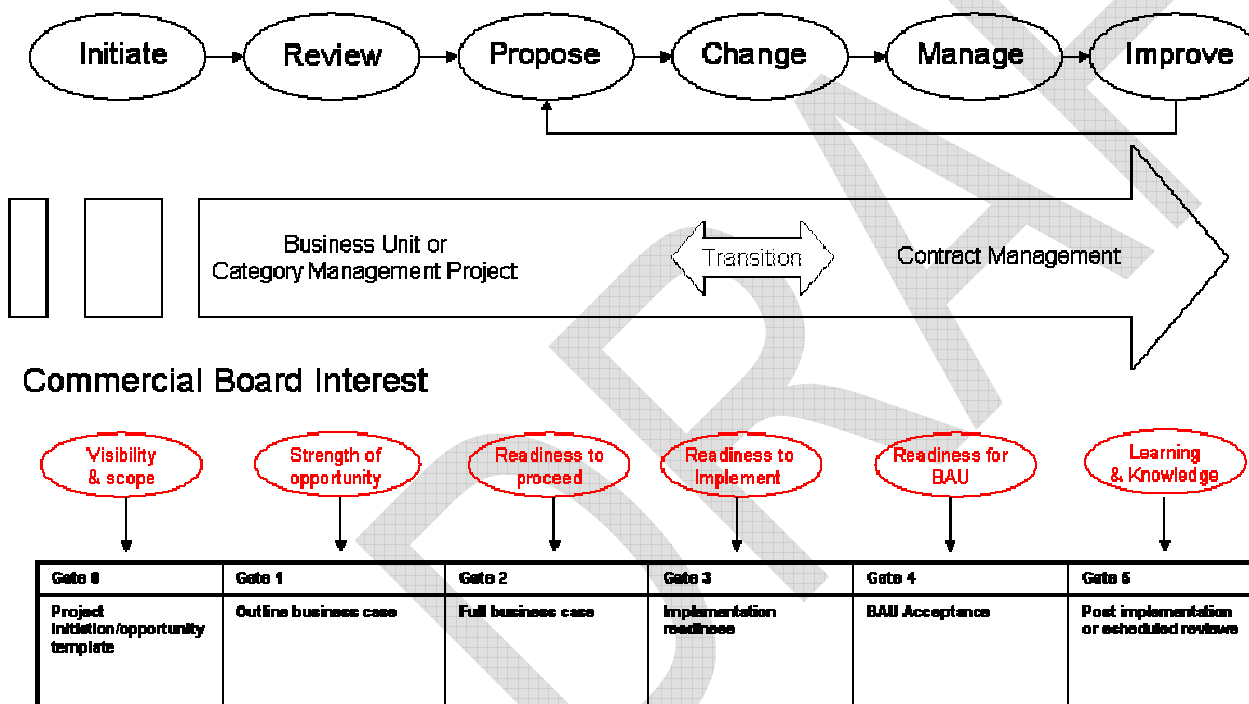 Initiate
Review
Propose
Change
Manage
Improve
Business Unit or
Category Management Project
Transition
Contract Management
Commercial Board Interest
Visibility
& scope
Strength of
opportunity
Readiness to
proceed
Readiness to
Implement
Readiness for
BAU
Learning
& Knowledge
Gate 0
Gate 1
Gate 2
Gate 3
Gate 4
Gate 5
Project
initiation/opportunity
template
Outline business case
Full business case
Implementation
readiness
BAU Acceptance
Post implementation
or scheduled reviews
DRAF